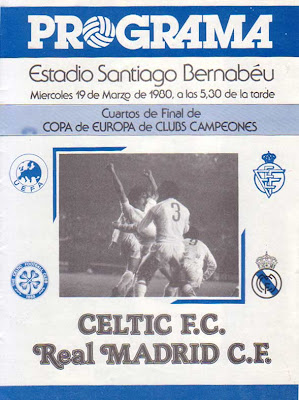 PROGRAMA
Estadio Santiago Bernabéu
Miercoles 19 de Marzo de 1980, a las 5,30 de la tarde
Cuartos de Final de
COPA de EUROPA de CLUBS CAMPEONES
UEFA
3
CELTIC F.C.
Real MADRID C.F.